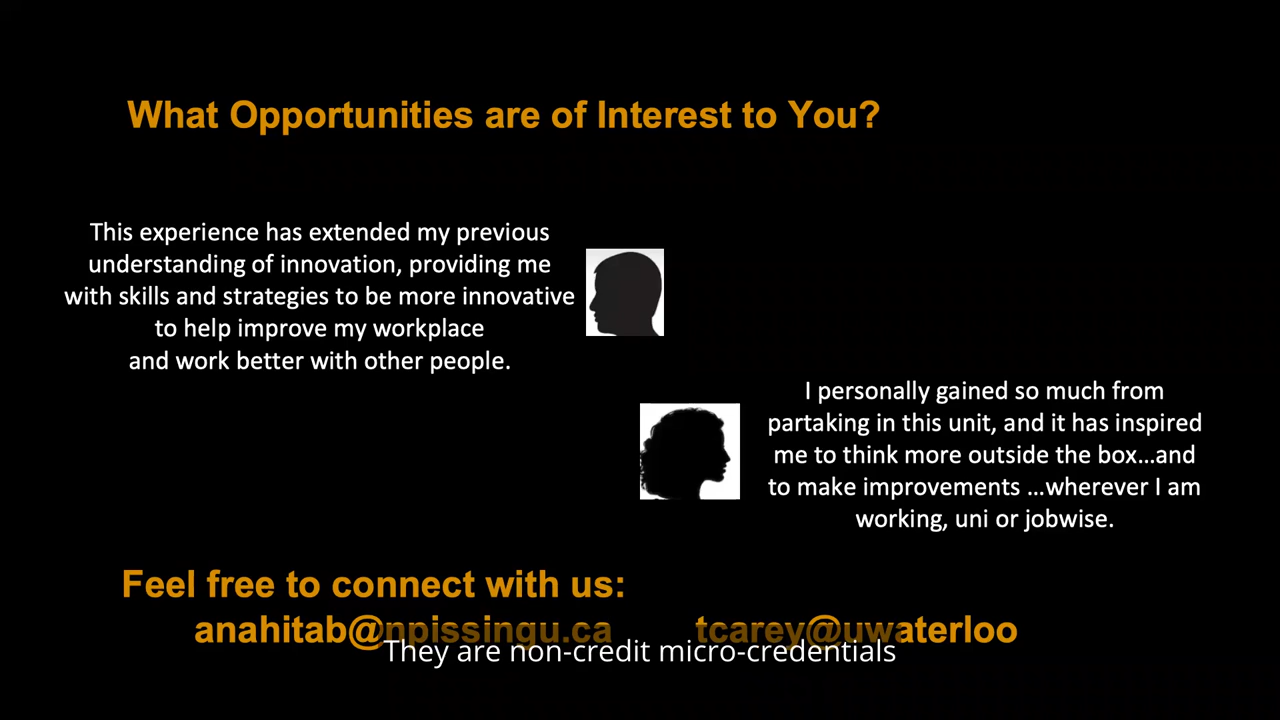 What Opportunities are of Interest to You?
This experience has extended my previous
understanding of innovation, providing me
with skills and strategies to be more innovative
to help improve my workplace
and work better with other people.
I personally gained so much from
partaking in this unit, and it has inspired
me to think more outside the box...and
to make improvements ...wherever I am
working, uni or jobwise.
Feel free to connect with us:
anahitab@npissingu.ca tcarey@uwaterloo
They are non-credit micro-credentials